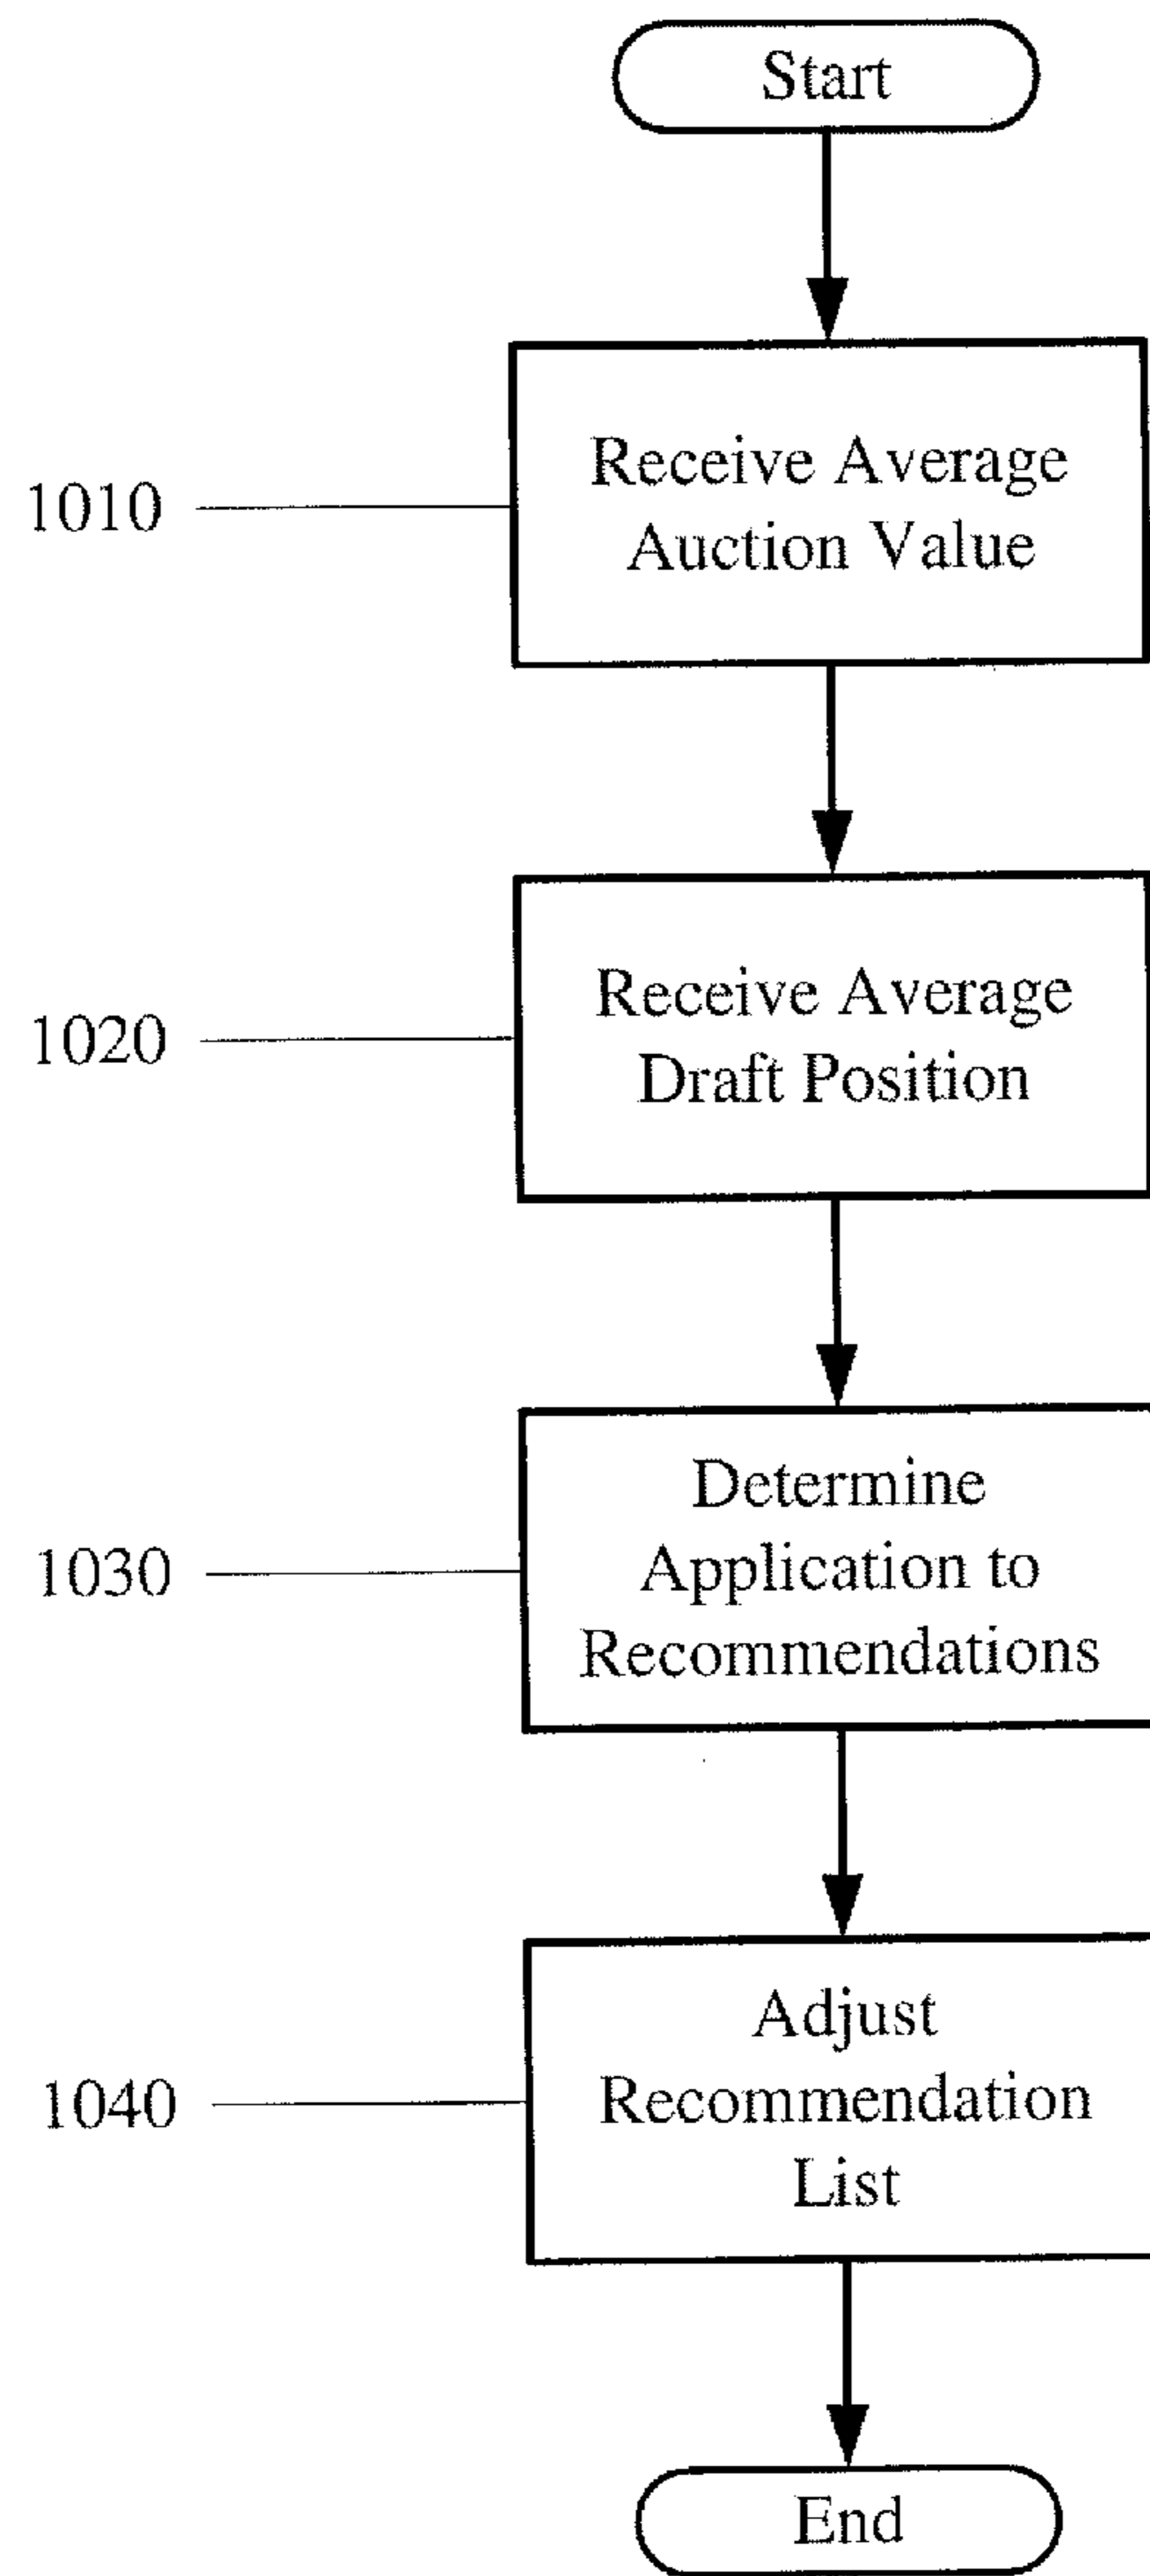 Start
1010
Receive Average
Auction Value
1020
Receive Average
Draft Position
1030
Determine
Application to
Recommendations
1040
Adjust
Recommendation
List
End